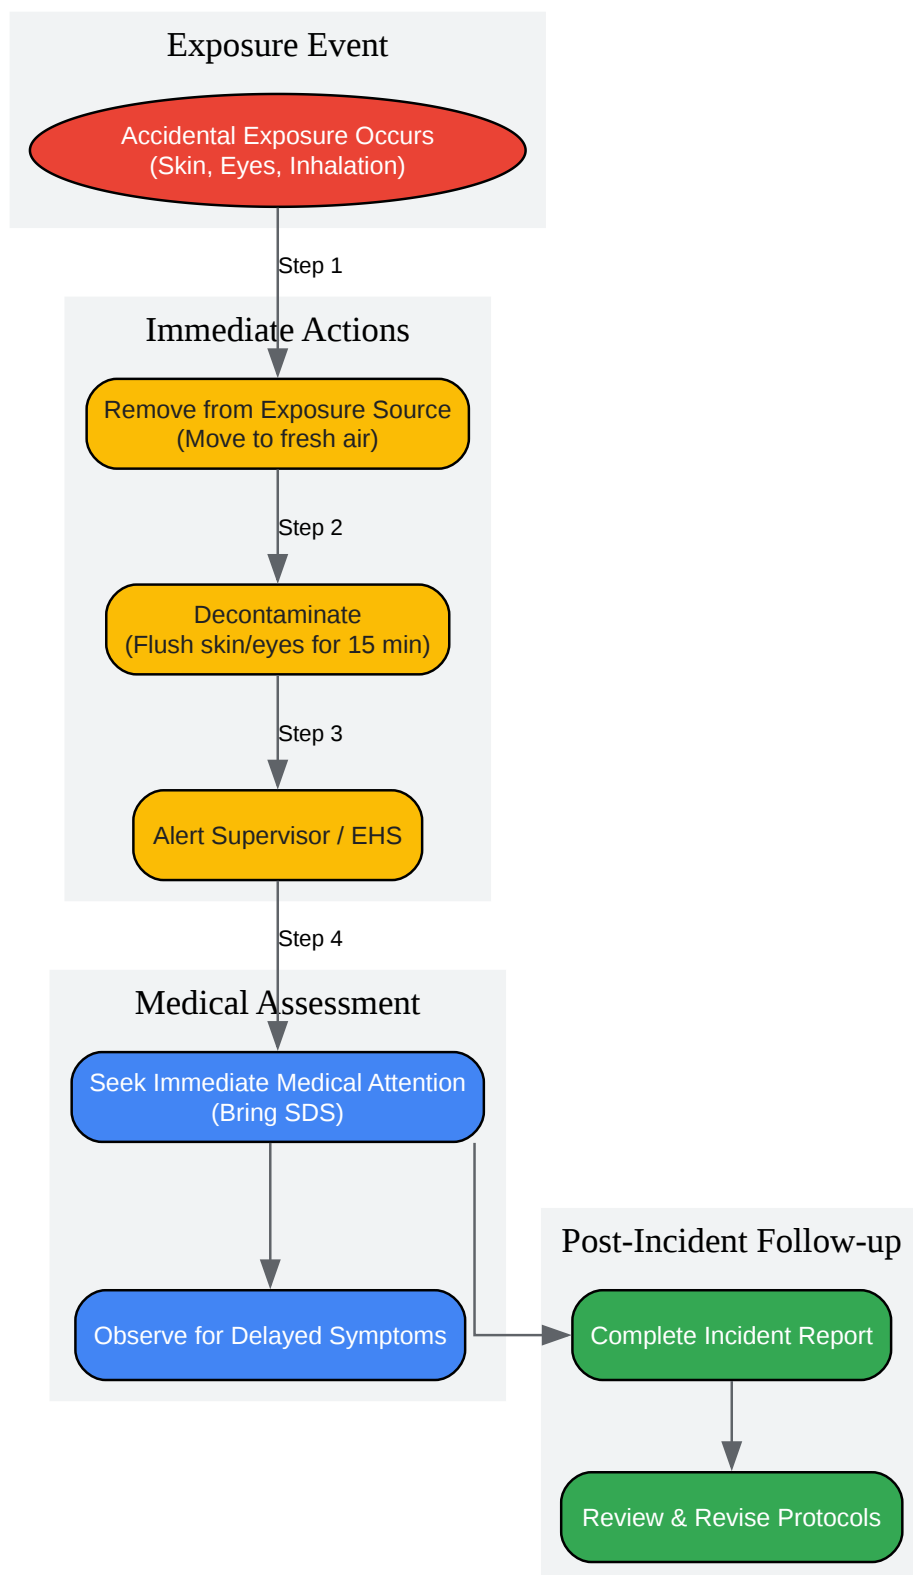 Exposure Event
Accidental Exposure Occurs
(Skin, Eyes, Inhalation)
Step 1
Immediate Actions
Remove from Exposure Source
(Move to fresh air)
Step 2
Decontaminate
(Flush skin/eyes for 15 min)
Step 3
Alert Supervisor / EHS
Step 4
Medical Assessment
Seek Immediate Medical Attention
(Bring SDS)
Observe for Delayed Symptoms
Post-Incident Follow-up
Complete Incident Report
Review & Revise Protocols